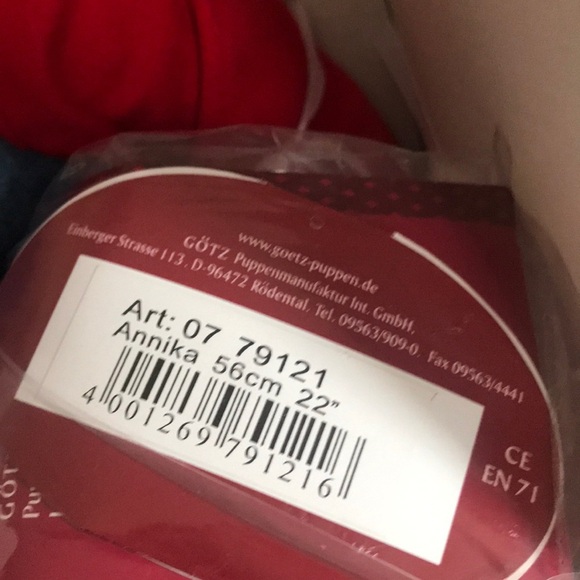 www.goetz-puppen.de
GÖTZ Puppenmanufaktur Int. GmbH,
Einberger Strasse 113, D-96472 Rödental, Tel. 09563/909-0 Fax 09563/4441
Art: 07 79121
Annika 56cm 22"
4 001269 791216
CE
EN 71
GÖT